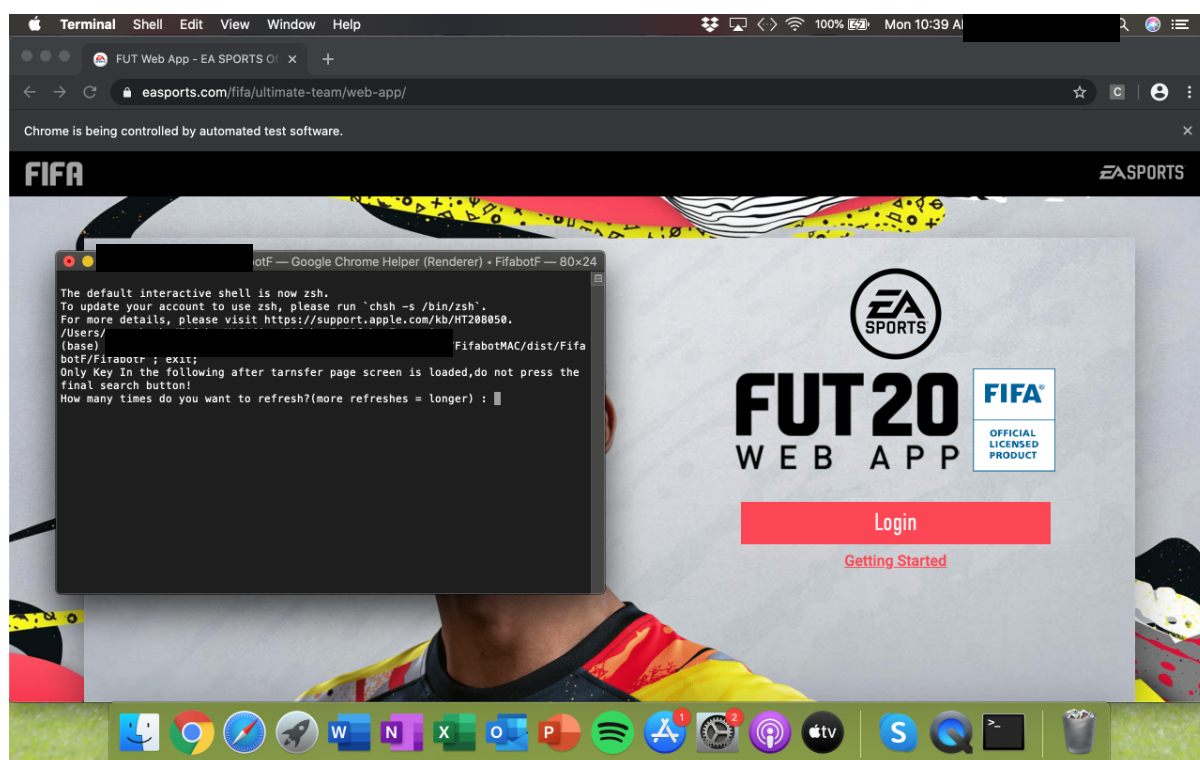 Terminal Shell Edit View Window Help 100% Mon 10:39
FUT Web App - EA SPORTS
easports.com/fifa/ultimate-team/web-app/
C
Chrome is being controlled by automated test software.
FIFA
EA SPORTS
otF — Google Chrome Helper (Renderer) • FifabotF — 80×24
The default interactive shell is now zsh.
To update your account to use zsh, please run `chsh -s /bin/zsh`.
For more details, please visit https://support.apple.com/kb/HT208050.
/Users/
(base) /FifabotMAC/dist/Fifa
botF/FifabotF ; exit;
Only Key In the following after tarnsfer page screen is loaded,do not press the
final search button!
How many times do you want to refresh?(more refreshes = longer) :
EA
SPORTS
FUT 20
WEB APP
FIFA®
OFFICIAL
LICENSED
PRODUCT
Login
Getting Started
W N X O P 1 2 tv S >_